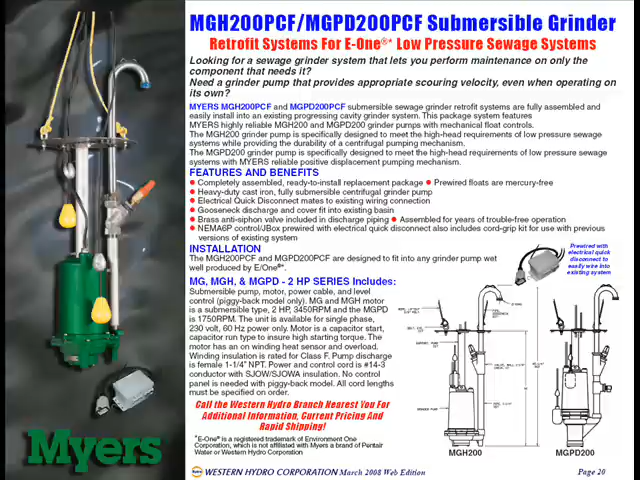 MGH200PCF/MGPD200PCF Submersible Grinder
Retrofit Systems For E-One®* Low Pressure Sewage Systems
Looking for a sewage grinder system that lets you perform maintenance on only the
component that needs it?
Need a grinder pump that provides appropriate scouring velocity, even when operating on
its own?
MYERS MGH200PCF and MGPD200PCF submersible sewage grinder retrofit systems are fully assembled and
easily install into an existing progressing cavity grinder system. This package system features
MYERS highly reliable MGH200 and MGPD200 grinder pumps with mechanical float controls.
The MGH200 grinder pump is specifically designed to meet the high-head requirements of low pressure sewage
systems while providing the durability of a centrifugal pumping mechanism.
The MGPD200 grinder pump is specifically designed to meet the high-head requirements of low pressure sewage
systems with MYERS reliable positive displacement pumping mechanism.
FEATURES AND BENEFITS
● Completely assembled, ready-to-install replacement package ● Prewired floats are mercury-free
● Heavy-duty cast iron, fully submersible centrifugal grinder pump
● Electrical Quick Disconnect mates to existing wiring connection
● Gooseneck discharge and cover fit into existing basin
● Brass anti-siphon valve included in discharge piping ● Assembled for years of trouble-free operation
● NEMA6P control/JBox prewired with electrical quick disconnect also includes cord-grip kit for use with previous
versions of existing system
INSTALLATION
The MGH200PCF and MGPD200PCF are designed to fit into any grinder pump wet
well produced by E/One®*.
Prewired with
electrical quick
disconnect to
easily wire into
existing system
MG, MGH, & MGPD - 2 HP SERIES Includes:
Submersible pump, motor, power cable, and level
control (piggy-back model only). MG and MGH motor
is a submersible type, 2 HP, 3450RPM and the MGPD
is 1750RPM. The unit is available for single phase,
230 volt, 60 Hz power only. Motor is a capacitor start,
capacitor run type to insure high starting torque. The
motor has an on winding heat sensor and overload.
Winding insulation is rated for Class F. Pump discharge
is female 1-1/4" NPT. Power and control cord is #14-3
conductor with SJOW/SJOWA insulation. No control
panel is needed with piggy-back model. All cord lengths
must be specified on order.
Call the Western Hydro Branch Nearest You For
Additional Information, Current Pricing And
Rapid Shipping!
*E-One® is a registered trademark of Environment One
Corporation, which is not affiliated with Myers a brand of Pentair
Water or Western Hydro Corporation
MGH200
MGPD200
Myers
WESTERN HYDRO CORPORATION March 2008 Web Edition
Page 20